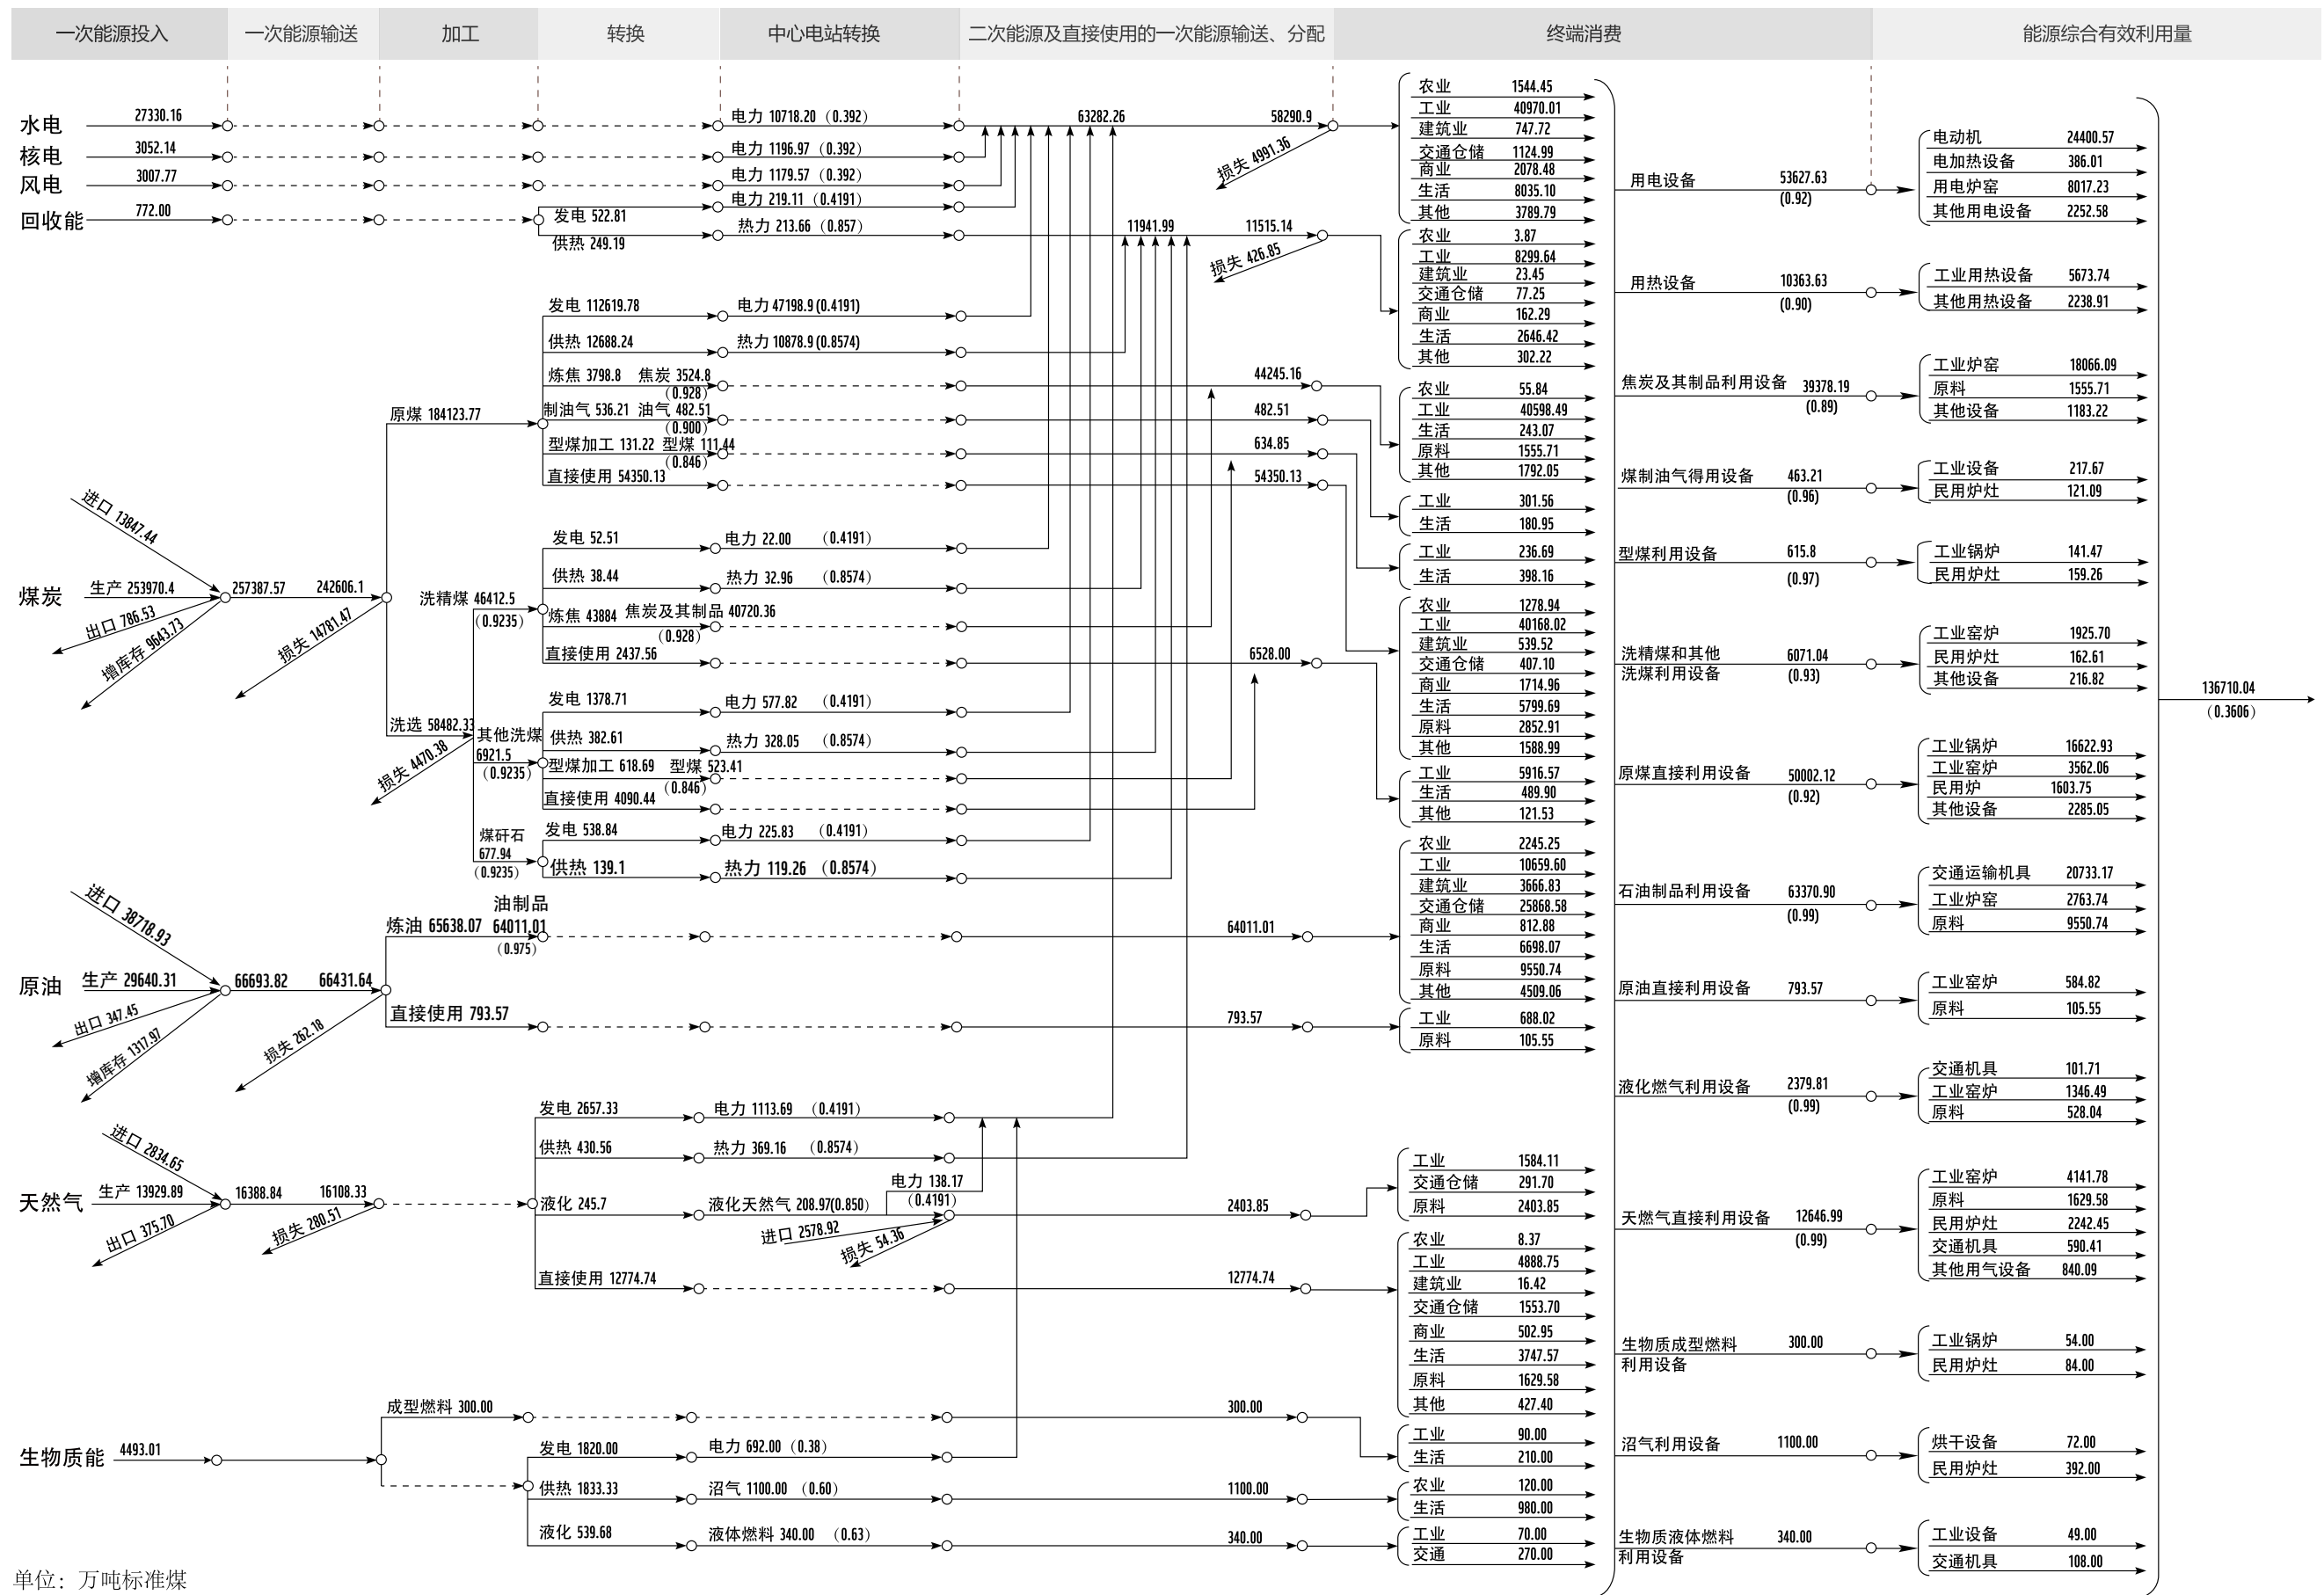 一次能源投入
一次能源输送
加工
转换
中心电站转换
二次能源及直接使用的一次能源输送、分配
终端消费
能源综合有效利用量
水电
27330.16
电力 10718.20（0.392）
63282.26
58290.9
损失 4991.36
核电
3052.14
电力 1196.97（0.392）
风电
3007.77
电力 1179.57（0.392）
回收能
772.00
发电 522.81
电力 219.11（0.4191）
供热 249.19
热力 213.66（0.857）
11941.99
11515.14
损失 426.85
煤炭
进口 13847.44
生产 253970.4
出口 786.53
增库存 9643.73
257387.57
242606.1
损失 14781.47
原煤 184123.77
发电 112619.78
电力 47198.9(0.4191)
供热 12688.24
热力 10878.9(0.8574)
炼焦 3798.8
焦炭 3524.8
（0.928）
44245.16
制油气 536.21
油气 482.51
（0.900）
482.51
型煤加工 131.22
型煤 111.44
（0.846）
634.85
直接使用 54350.13
54350.13
洗选 58482.33
损失 4470.38
洗精煤 46412.5
（0.9235）
发电 52.51
电力 22.00
（0.4191）
供热 38.44
热力 32.96
（0.8574）
炼焦 43884
焦炭及其制品 40720.36
（0.928）
直接使用 2437.56
6528.00
其他洗煤
6921.5
（0.9235）
发电 1378.71
电力 577.82
（0.4191）
供热 382.61
热力 328.05
（0.8574）
型煤加工 618.69
型煤 523.41
（0.846）
直接使用 4090.44
煤矸石
677.94
（0.9235）
发电 538.84
电力 225.83
（0.4191）
供热 139.1
热力 119.26
（0.8574）
原油
进口 38718.93
生产 29640.31
出口 347.45
增库存 1317.97
66693.82
66431.64
损失 262.18
炼油 65638.07
油制品
64011.01
（0.975）
64011.01
直接使用 793.57
793.57
天然气
进口 2834.65
生产 13929.89
出口 375.70
16388.84
16108.33
损失 280.51
发电 2657.33
电力 1113.69
（0.4191）
供热 430.56
热力 369.16
（0.8574）
液化 245.7
液化天然气 208.97(0.850)
电力 138.17
（0.4191）
进口 2578.92
损失 54.36
2403.85
直接使用 12774.74
12774.74
生物质能
4493.01
成型燃料 300.00
300.00
发电 1820.00
电力 692.00（0.38）
供热 1833.33
沼气 1100.00
（0.60）
1100.00
液化 539.68
液体燃料 340.00
（0.63）
340.00
农业 1544.45
工业 40970.01
建筑业 747.72
交通仓储 1124.99
商业 2078.48
生活 8035.10
其他 3789.79
农业 3.87
工业 8299.64
建筑业 23.45
交通仓储 77.25
商业 162.29
生活 2646.42
其他 302.22
农业 55.84
工业 40598.49
生活 243.07
原料 1555.71
其他 1792.05
工业 301.56
生活 180.95
工业 236.69
生活 398.16
农业 1278.94
工业 40168.02
建筑业 539.52
交通仓储 407.10
商业 1714.96
生活 5799.69
原料 2852.91
其他 1588.99
工业 5916.57
生活 489.90
其他 121.53
农业 2245.25
工业 10659.60
建筑业 3666.83
交通仓储 25868.58
商业 812.88
生活 6698.07
原料 9550.74
其他 4509.06
工业 688.02
原料 105.55
工业 1584.11
交通仓储 291.70
原料 2403.85
农业 8.37
工业 4888.75
建筑业 16.42
交通仓储 1553.70
商业 502.95
生活 3747.57
原料 1629.58
其他 427.40
工业 90.00
生活 210.00
农业 120.00
生活 980.00
工业 70.00
交通 270.00
用电设备 53627.63
(0.92)
用热设备 10363.63
(0.90)
焦炭及其制品利用设备 39378.19
(0.89)
煤制油气得用设备 463.21
(0.96)
型煤利用设备 615.8
(0.97)
洗精煤和其他
洗煤利用设备
6071.04
(0.93)
原煤直接利用设备 50002.12
(0.92)
石油制品利用设备 63370.90
(0.99)
原油直接利用设备 793.57
液化燃气利用设备 2379.81
(0.99)
天燃气直接利用设备 12646.99
(0.99)
生物质成型燃料
利用设备
300.00
沼气利用设备 1100.00
生物质液体燃料
利用设备
340.00
电动机 24400.57
电加热设备 386.01
用电炉窑 8017.23
其他用电设备 2252.58
工业用热设备 5673.74
其他用热设备 2238.91
工业炉窑 18066.09
原料 1555.71
其他设备 1183.22
工业设备 217.67
民用炉灶 121.09
工业锅炉 141.47
民用炉灶 159.26
工业窑炉 1925.70
民用炉灶 162.61
其他设备 216.82
工业锅炉 16622.93
工业窑炉 3562.06
民用炉 1603.75
其他设备 2285.05
交通运输机具 20733.17
工业炉窑 2763.74
原料 9550.74
工业窑炉 584.82
原料 105.55
交通机具 101.71
工业窑炉 1346.49
原料 528.04
工业窑炉 4141.78
原料 1629.58
民用炉灶 2242.45
交通机具 590.41
其他用气设备 840.09
工业锅炉 54.00
民用炉灶 84.00
烘干设备 72.00
民用炉灶 392.00
工业设备 49.00
交通机具 108.00
136710.04
（0.3606）
单位：万吨标准煤